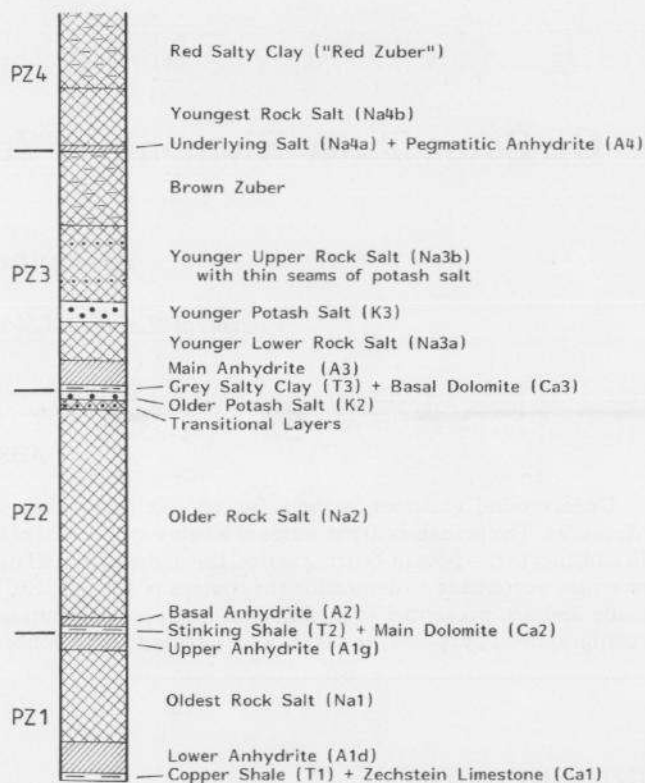 PZ4
Red Salty Clay ("Red Zuber")
Youngest Rock Salt (Na4b)
Underlying Salt (Na4a) + Pegmatitic Anhydrite (A4)
PZ3
Brown Zuber
Younger Upper Rock Salt (Na3b)
with thin seams of potash salt
Younger Potash Salt (K3)
Younger Lower Rock Salt (Na3a)
Main Anhydrite (A3)
Grey Salty Clay (T3) + Basal Dolomite (Ca3)
Older Potash Salt (K2)
Transitional Layers
PZ2
Older Rock Salt (Na2)
Basal Anhydrite (A2)
Stinking Shale (T2) + Main Dolomite (Ca2)
Upper Anhydrite (A1g)
PZ1
Oldest Rock Salt (Na1)
Lower Anhydrite (A1d)
Copper Shale (T1) + Zechstein Limestone (Ca1)